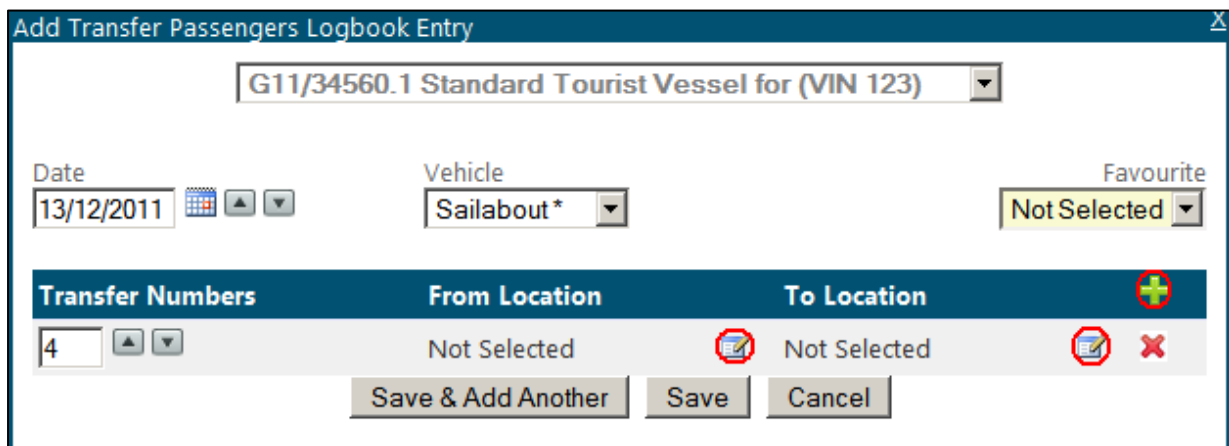 Add Transfer Passengers Logbook Entry X
G11/34560.1 Standard Tourist Vessel for (VIN 123)
Date Vehicle Favourite
13/12/2011 Sailabout* Not Selected
Transfer Numbers From Location To Location
4 Not Selected Not Selected
Save & Add Another Save Cancel